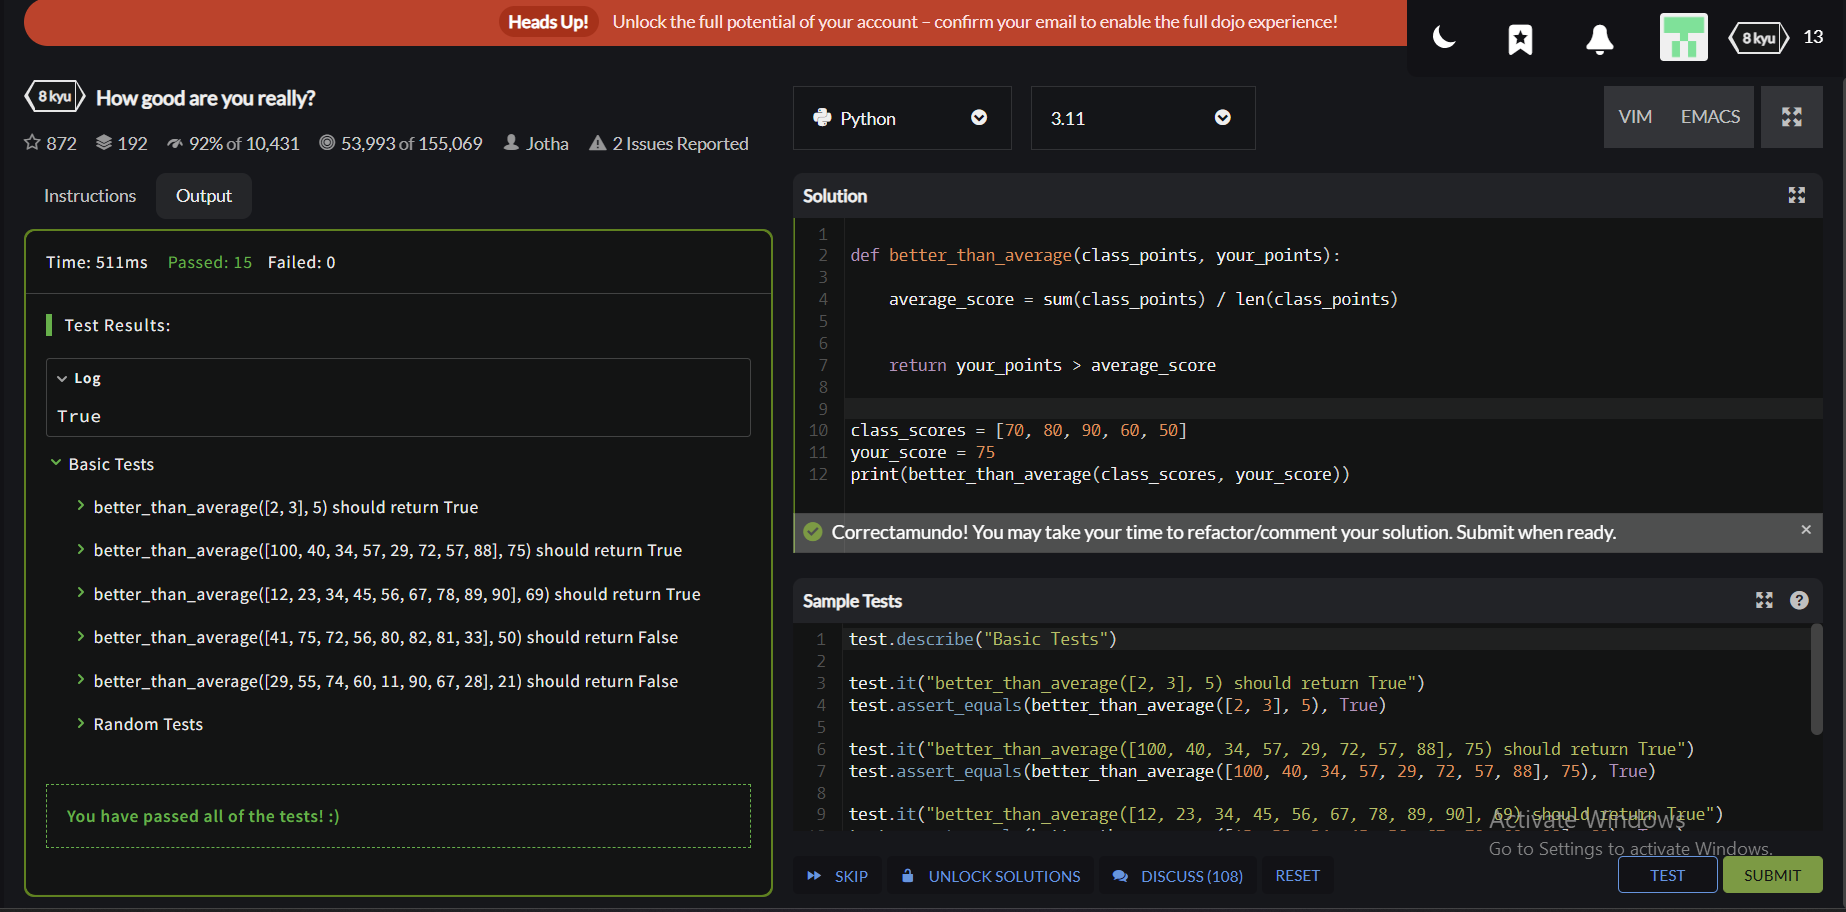 Heads Up! Unlock the full potential of your account – confirm your email to enable the full dojo experience!
8 kyu 13
8 kyu How good are you really?
872 192 92% of 10,431 53,993 of 155,069 Jotha 2 Issues Reported
Python 3.11 VIM EMACS
Instructions Output
Time: 511ms Passed: 15 Failed: 0
Test Results:
Log
True
Basic Tests
better_than_average([2, 3], 5) should return True
better_than_average([100, 40, 34, 57, 29, 72, 57, 88], 75) should return True
better_than_average([12, 23, 34, 45, 56, 67, 78, 89, 90], 69) should return True
better_than_average([41, 75, 72, 56, 80, 82, 81, 33], 50) should return False
better_than_average([29, 55, 74, 60, 11, 90, 67, 28], 21) should return False
Random Tests
You have passed all of the tests! :)
Solution
1
2 def better_than_average(class_points, your_points):
3
4 average_score = sum(class_points) / len(class_points)
5
6
7 return your_points > average_score
8
9
10 class_scores = [70, 80, 90, 60, 50]
11 your_score = 75
12 print(better_than_average(class_scores, your_score))
Correctamundo! You may take your time to refactor/comment your solution. Submit when ready. ×
Sample Tests ?
1 test.describe("Basic Tests")
2
3 test.it("better_than_average([2, 3], 5) should return True")
4 test.assert_equals(better_than_average([2, 3], 5), True)
5
6 test.it("better_than_average([100, 40, 34, 57, 29, 72, 57, 88], 75) should return True")
7 test.assert_equals(better_than_average([100, 40, 34, 57, 29, 72, 57, 88], 75), True)
8
9 test.it("better_than_average([12, 23, 34, 45, 56, 67, 78, 89, 90], 69) should return True")
Activate Windows
Go to Settings to activate Windows.
SKIP UNLOCK SOLUTIONS DISCUSS (108) RESET TEST SUBMIT